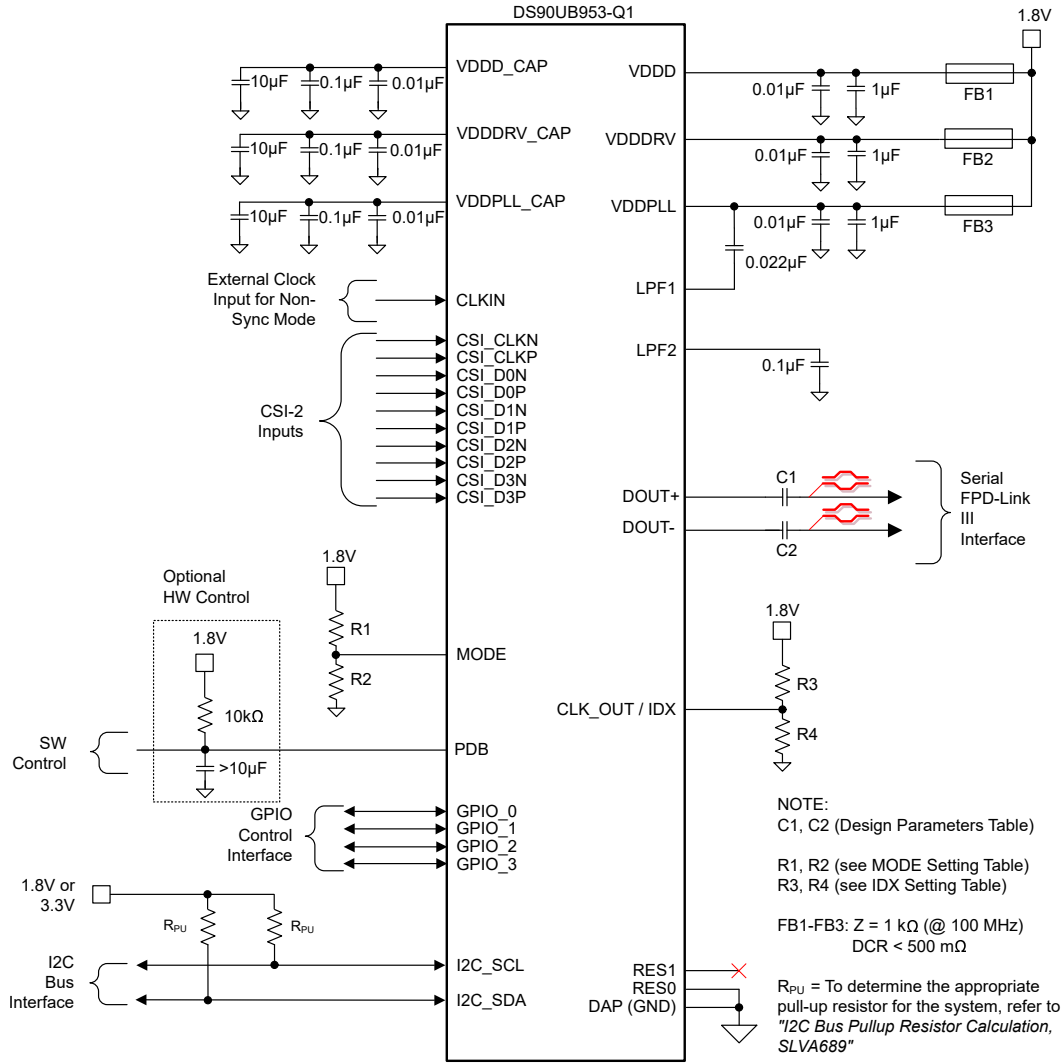 DS90UB953-Q1
1.8V
VDDD_CAP
10µF
0.1µF
0.01µF
VDDDRV_CAP
10µF
0.1µF
0.01µF
VDDPLL_CAP
10µF
0.1µF
0.01µF
VDDD
0.01µF
1µF
FB1
VDDDRV
0.01µF
1µF
FB2
VDDPLL
0.01µF
1µF
FB3
0.022µF
LPF1
LPF2
0.1µF
External Clock
Input for Non-
Sync Mode
CLKIN
CSI-2
Inputs
CSI_CLKN
CSI_CLKP
CSI_D0N
CSI_D0P
CSI_D1N
CSI_D1P
CSI_D2N
CSI_D2P
CSI_D3N
CSI_D3P
DOUT+
DOUT-
C1
C2
Serial
FPD-Link
III
Interface
1.8V
R1
R2
MODE
Optional
HW Control
1.8V
10kΩ
>10µF
SW
Control
PDB
1.8V
R3
R4
CLK_OUT / IDX
GPIO
Control
Interface
GPIO_0
GPIO_1
GPIO_2
GPIO_3
1.8V or
3.3V
RPU
RPU
I2C
Bus
Interface
I2C_SCL
I2C_SDA
RES1
RES0
DAP (GND)
NOTE:
C1, C2 (Design Parameters Table)
R1, R2 (see MODE Setting Table)
R3, R4 (see IDX Setting Table)
FB1-FB3: Z = 1 kΩ (@ 100 MHz)
DCR < 500 mΩ
RPU = To determine the appropriate
pull-up resistor for the system, refer to
"I2C Bus Pullup Resistor Calculation,
SLVA689"